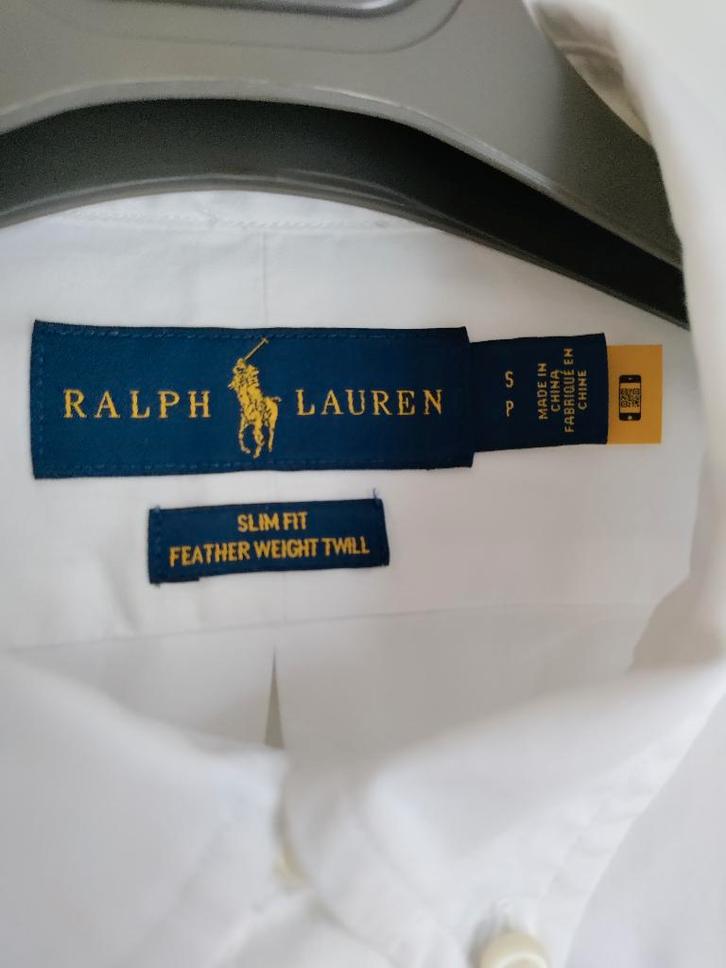 RALPH LAUREN
S
P
MADE IN
CHINA
FABRIQUÉ EN
CHINE
SLIM FIT
FEATHER WEIGHT TWILL